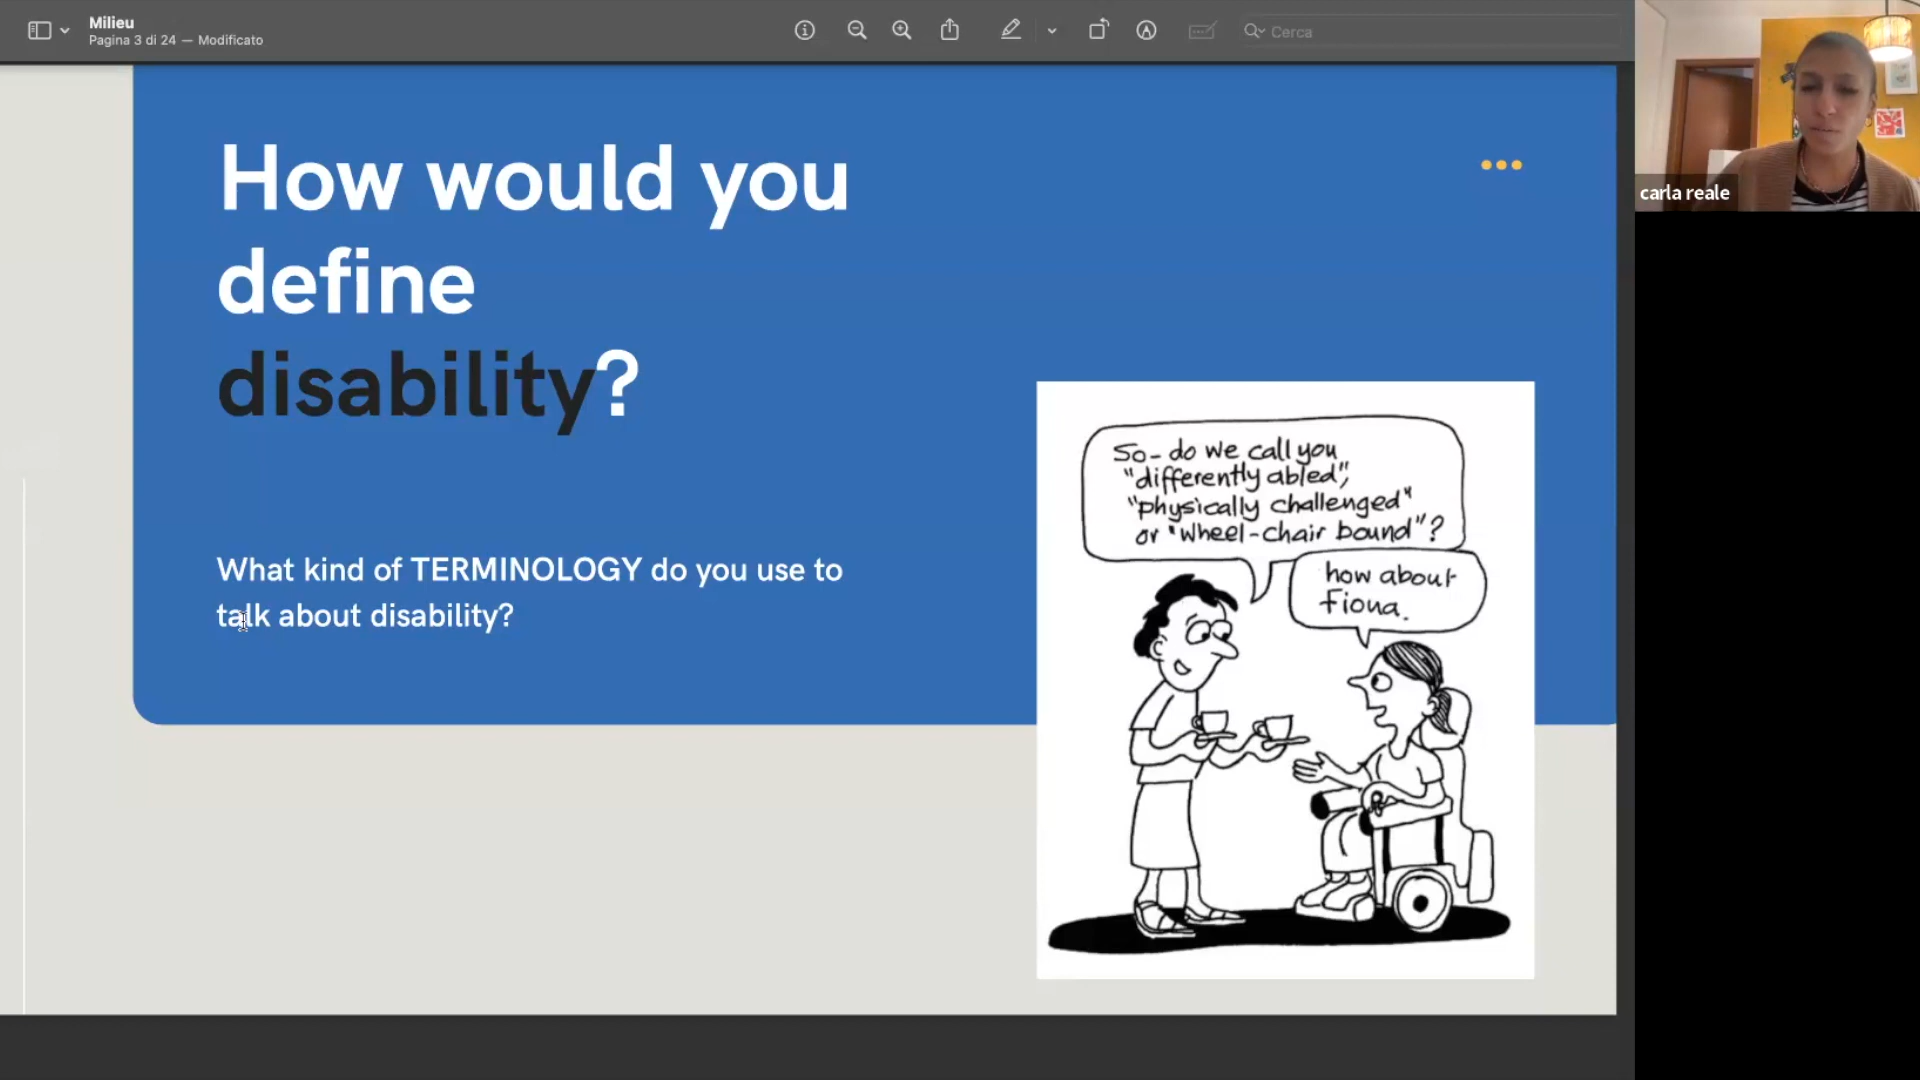 Milieu
Pagina 3 di 24 — Modificato
Cerca
How would you
define
disability?
What kind of TERMINOLOGY do you use to
talk about disability?
So- do we call you
"differently abled",
"physically challenged"
or "wheel-chair bound"?
how about
fiona.
carla reale